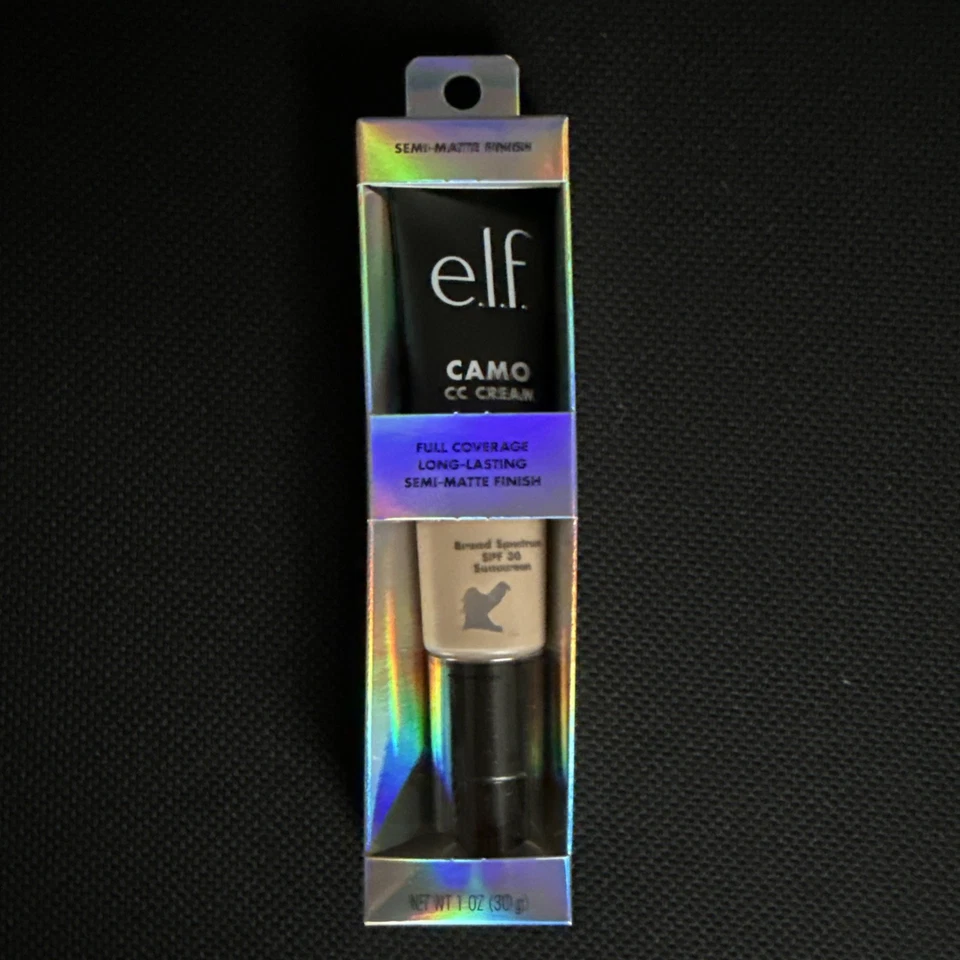 SEMI-MATTE FINISH
e.l.f.
CAMO
CC CREAM
FULL COVERAGE
LONG-LASTING
SEMI-MATTE FINISH
Broad Spectrum
SPF 30
Sunscreen
NET WT 1 OZ (30 g)